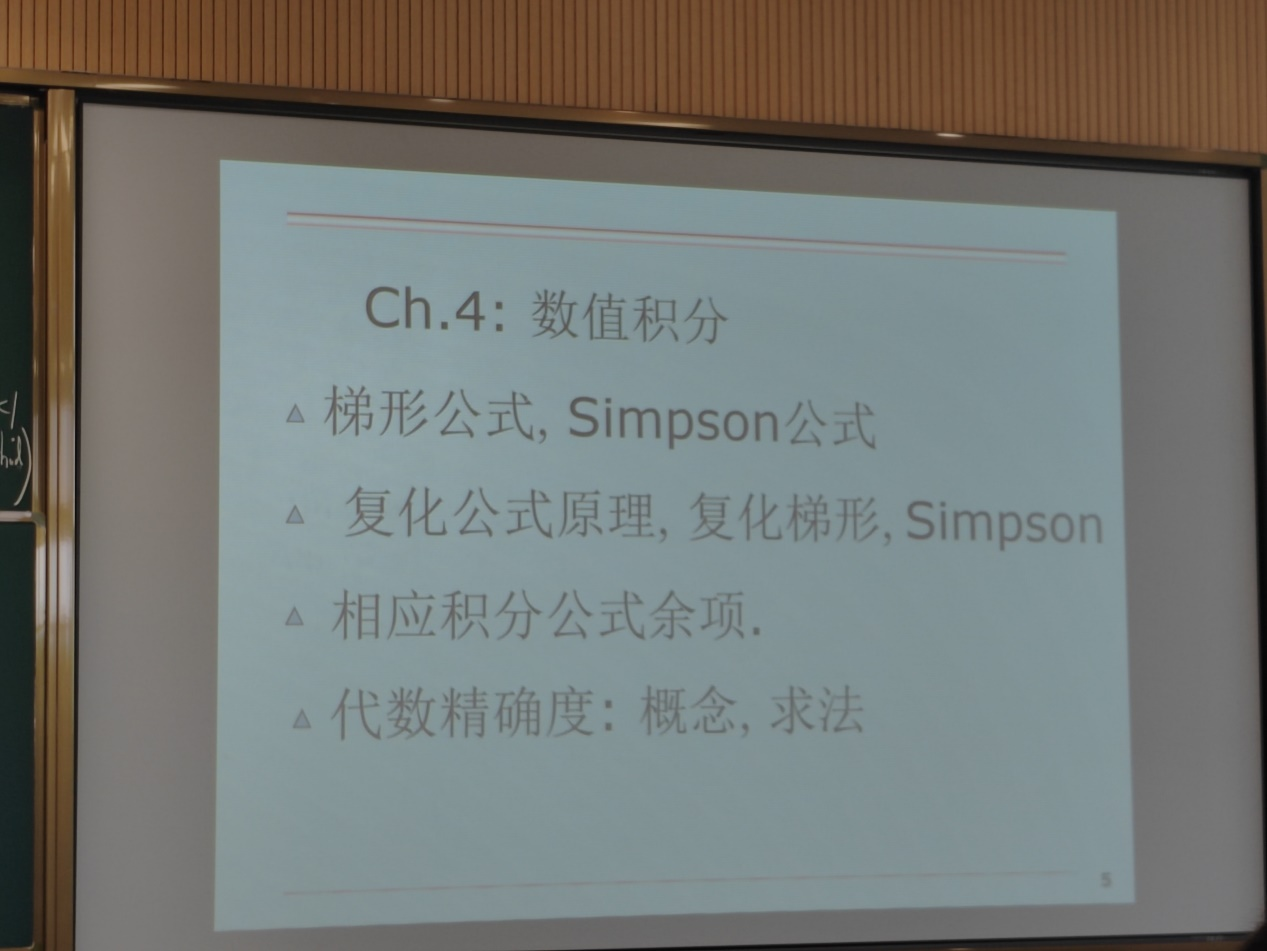 Ch.4: 数值积分
梯形公式, Simpson公式
复化公式原理, 复化梯形, Simpson
相应积分公式余项.
代数精确度: 概念, 求法
5